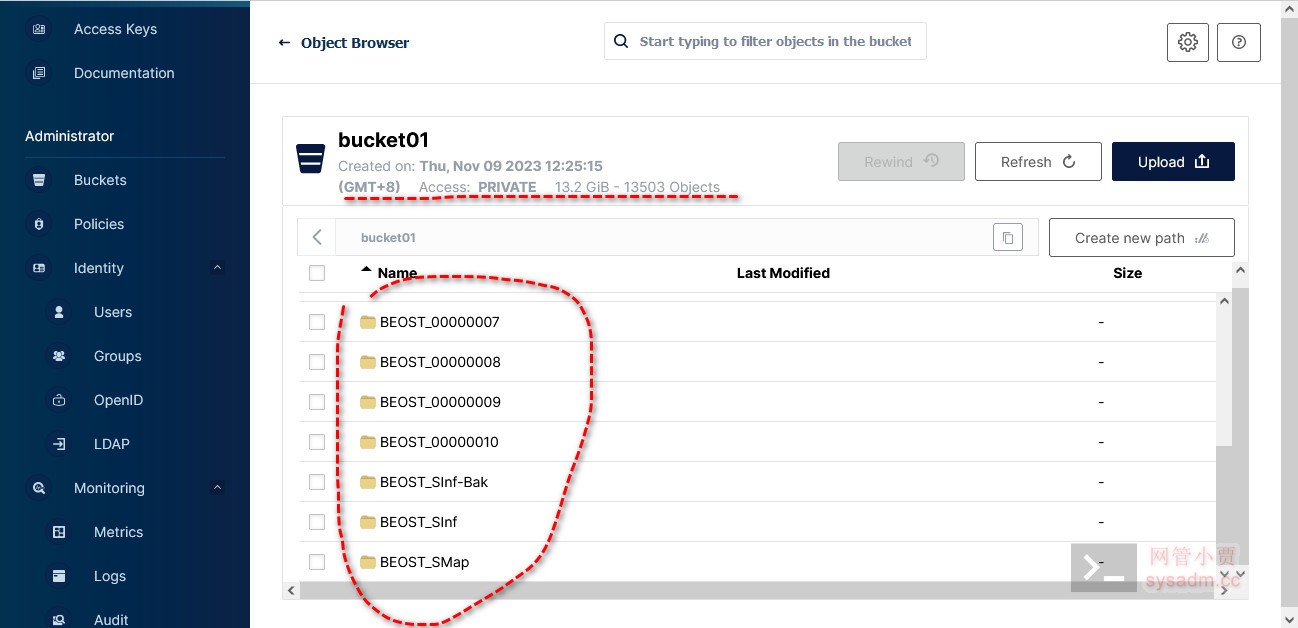 Access Keys
Documentation
Administrator
Buckets
Policies
Identity
Users
Groups
OpenID
LDAP
Monitoring
Metrics
Logs
Audit
Object Browser
Start typing to filter objects in the bucket
bucket01
Created on: Thu, Nov 09 2023 12:25:15
(GMT+8) Access: PRIVATE 13.2 GiB - 13503 Objects
Rewind
Refresh
Upload
bucket01
Create new path
Name Last Modified Size
BEOST_00000007 -
BEOST_00000008 -
BEOST_00000009 -
BEOST_00000010 -
BEOST_SInf-Bak -
BEOST_SInf -
BEOST_SMap -
网管小贾
sysadm.cc